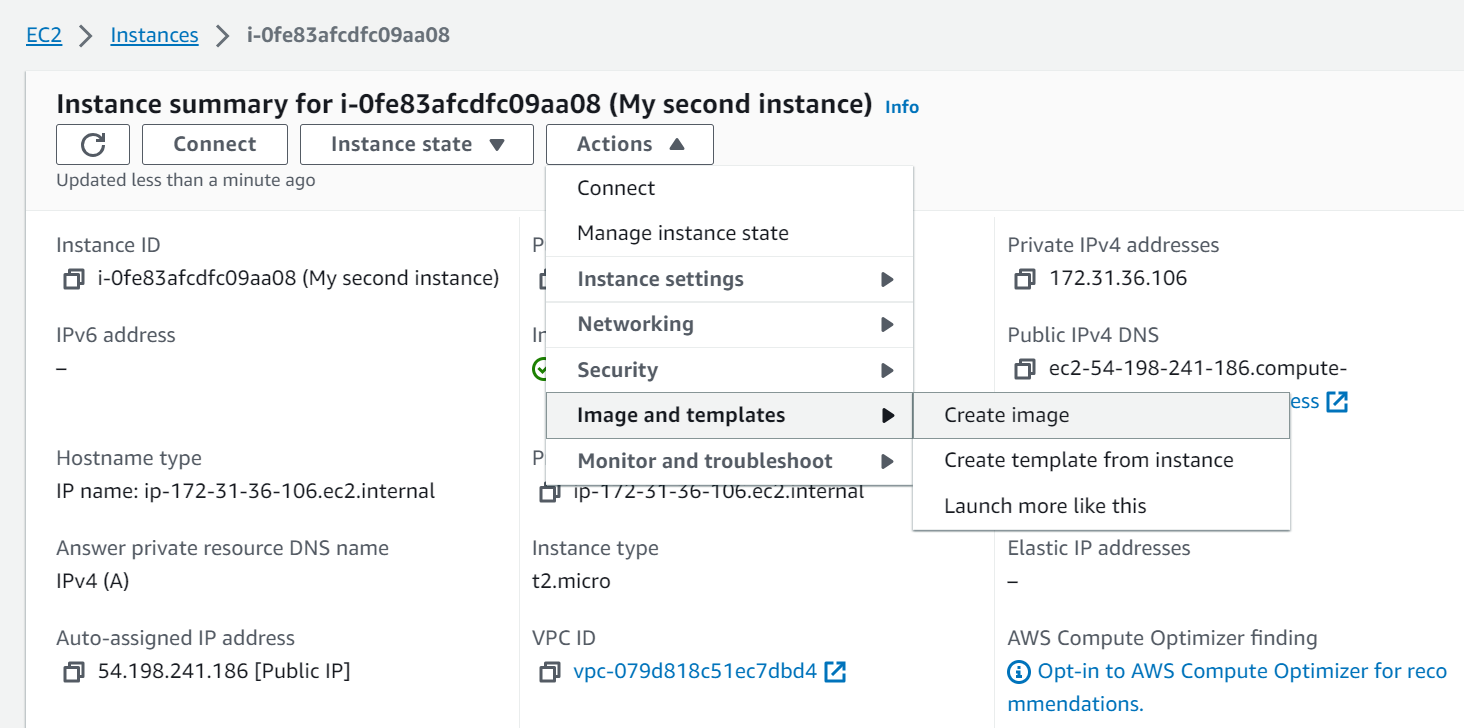 EC2 > Instances > i-0fe83afcdfc09aa08
Instance summary for i-0fe83afcdfc09aa08 (My second instance) Info
Connect
Instance state
Actions
Updated less than a minute ago
Connect
Manage instance state
Instance settings
Networking
Security
Image and templates
Monitor and troubleshoot
Create image
Create template from instance
Launch more like this
Instance ID
i-0fe83afcdfc09aa08 (My second instance)
IPv6 address
–
Hostname type
IP name: ip-172-31-36-106.ec2.internal
Answer private resource DNS name
IPv4 (A)
Auto-assigned IP address
54.198.241.186 [Public IP]
ip-172-31-36-106.ec2.internal
Instance type
t2.micro
VPC ID
vpc-079d818c51ec7dbd4
Private IPv4 addresses
172.31.36.106
Public IPv4 DNS
ec2-54-198-241-186.compute-
Elastic IP addresses
–
AWS Compute Optimizer finding
Opt-in to AWS Compute Optimizer for reco
mmendations.